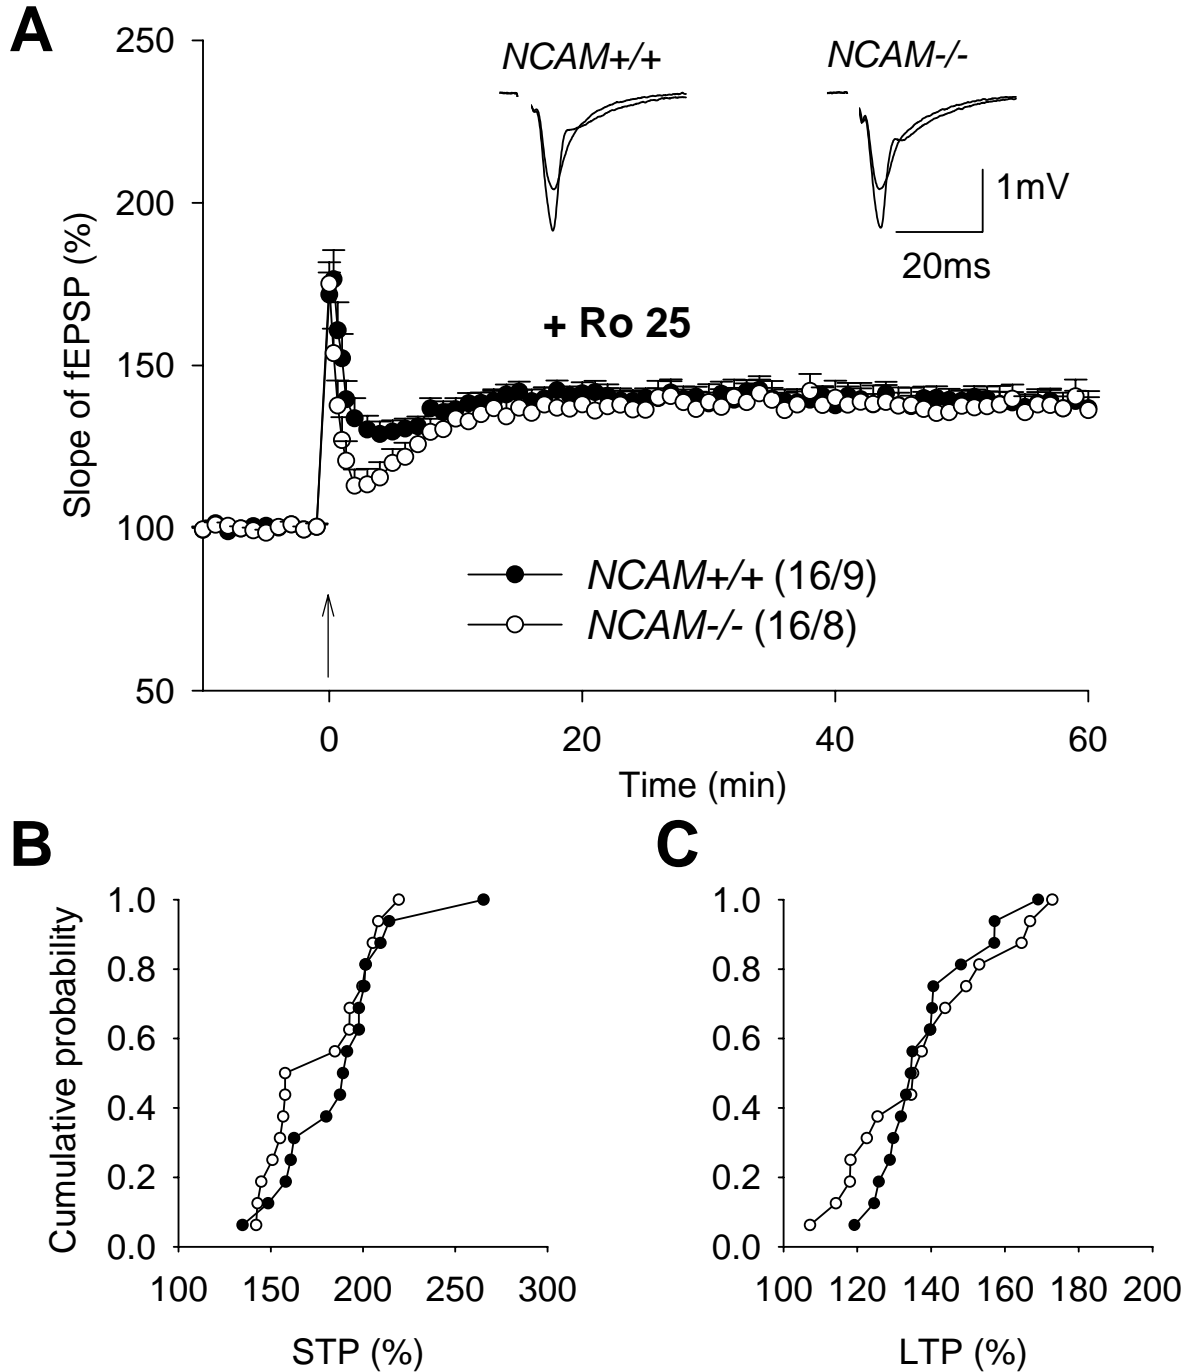 A
250
200
150
100
50
Slope of fEPSP (%)
NCAM+/+
NCAM-/-
1mV
20ms
+ Ro 25
NCAM+/+ (16/9)
NCAM-/- (16/8)
0 20 40 60
Time (min)
B
1.0
0.8
0.6
0.4
0.2
0.0
Cumulative probability
100 150 200 250 300
STP (%)
C
1.0
0.8
0.6
0.4
0.2
0.0
100 120 140 160 180 200
LTP (%)